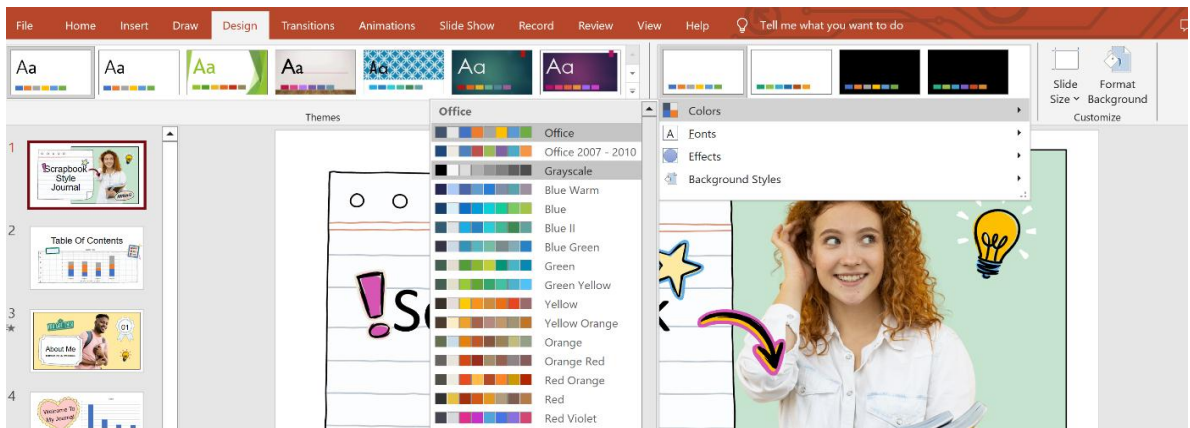 File Home Insert Draw Design Transitions Animations Slide Show Record Review View Help Tell me what you want to do
Aa Aa Aa Aa Aa Aa Aa
Slide Size Format Background
Themes
Customize
Office
Office
Office 2007 - 2010
Grayscale
Blue Warm
Blue
Blue II
Blue Green
Green
Green Yellow
Yellow
Yellow Orange
Orange
Orange Red
Red Orange
Red
Red Violet
Colors
Fonts
Effects
Background Styles
1
Scrapbook
Style
Journal
2
Table Of Contents
3
01
About Me
4
Welcome To
My Journal
Sc
k